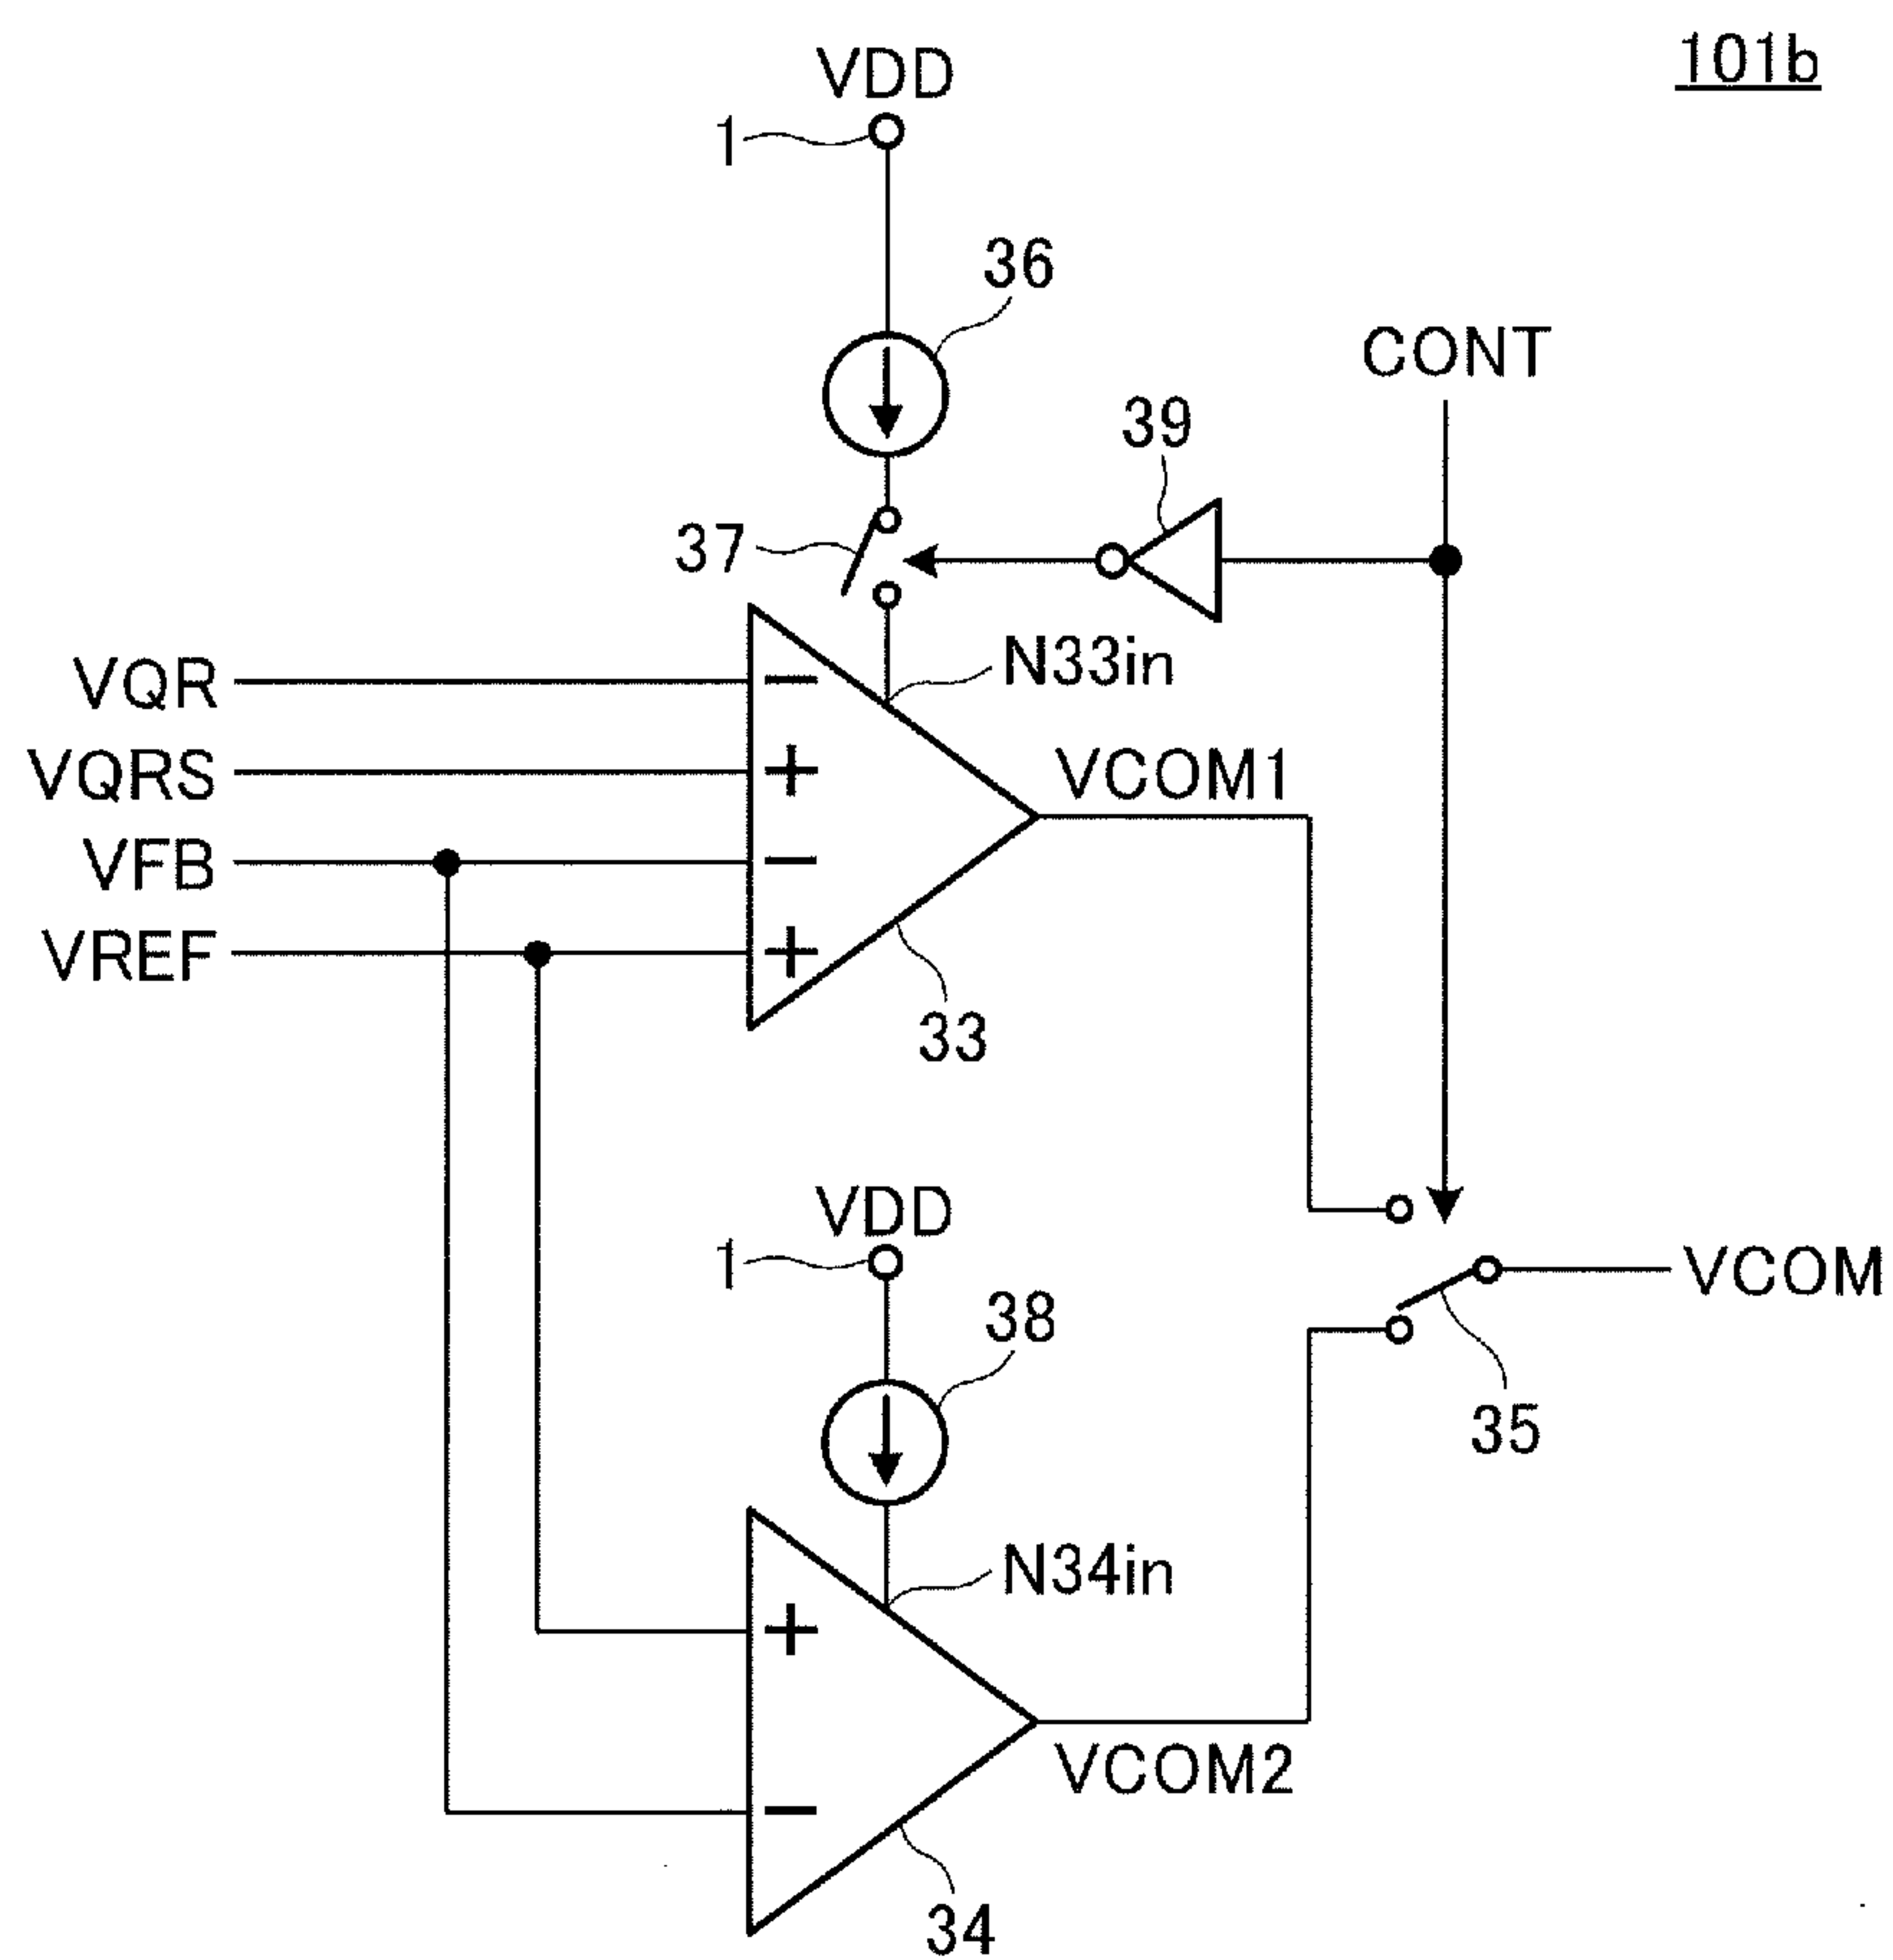 101b
VDD
1
36
CONT
39
37
N33in
VQR
VQRS
VCOM1
VFB
VREF
33
VDD
1
VCOM
38
35
N34in
VCOM2
34